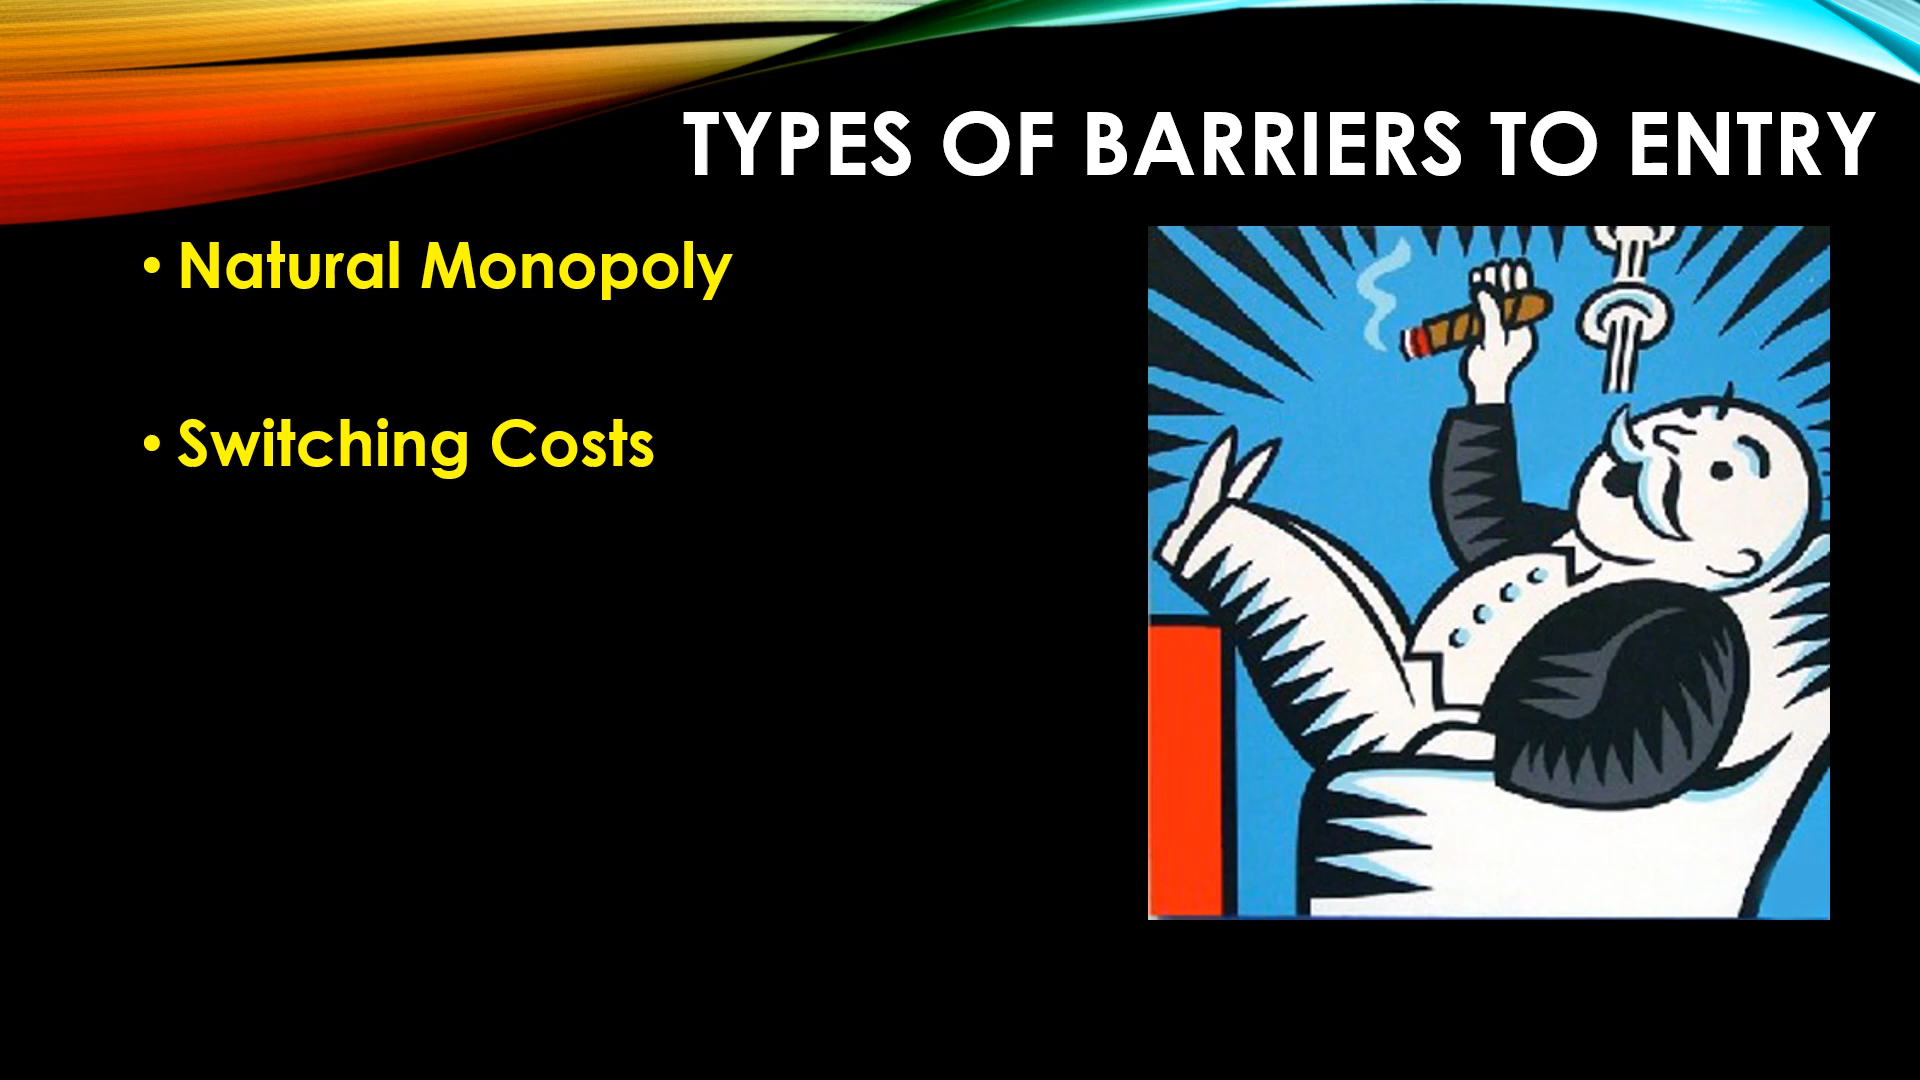 TYPES OF BARRIERS TO ENTRY
• Natural Monopoly
• Switching Costs